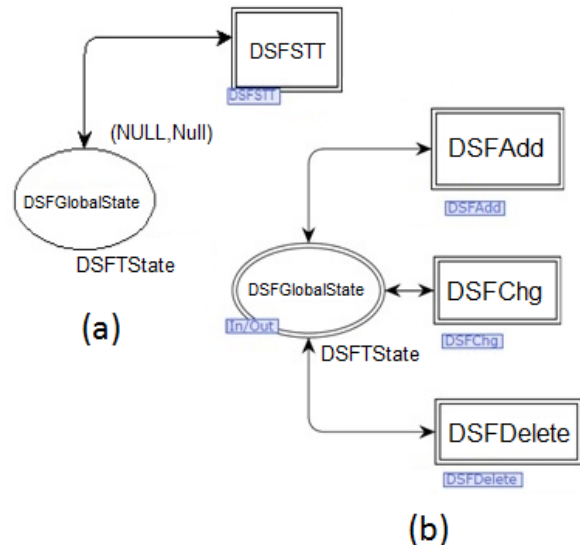 DSFSTT
DSFSTT
(NULL,Null)
DSFGlobalState
DSFTState
(a)
DSFAdd
DSFAdd
DSFGlobalState
In/Out
DSFTState
DSFChg
DSFChg
DSFDelete
DSFDelete
(b)